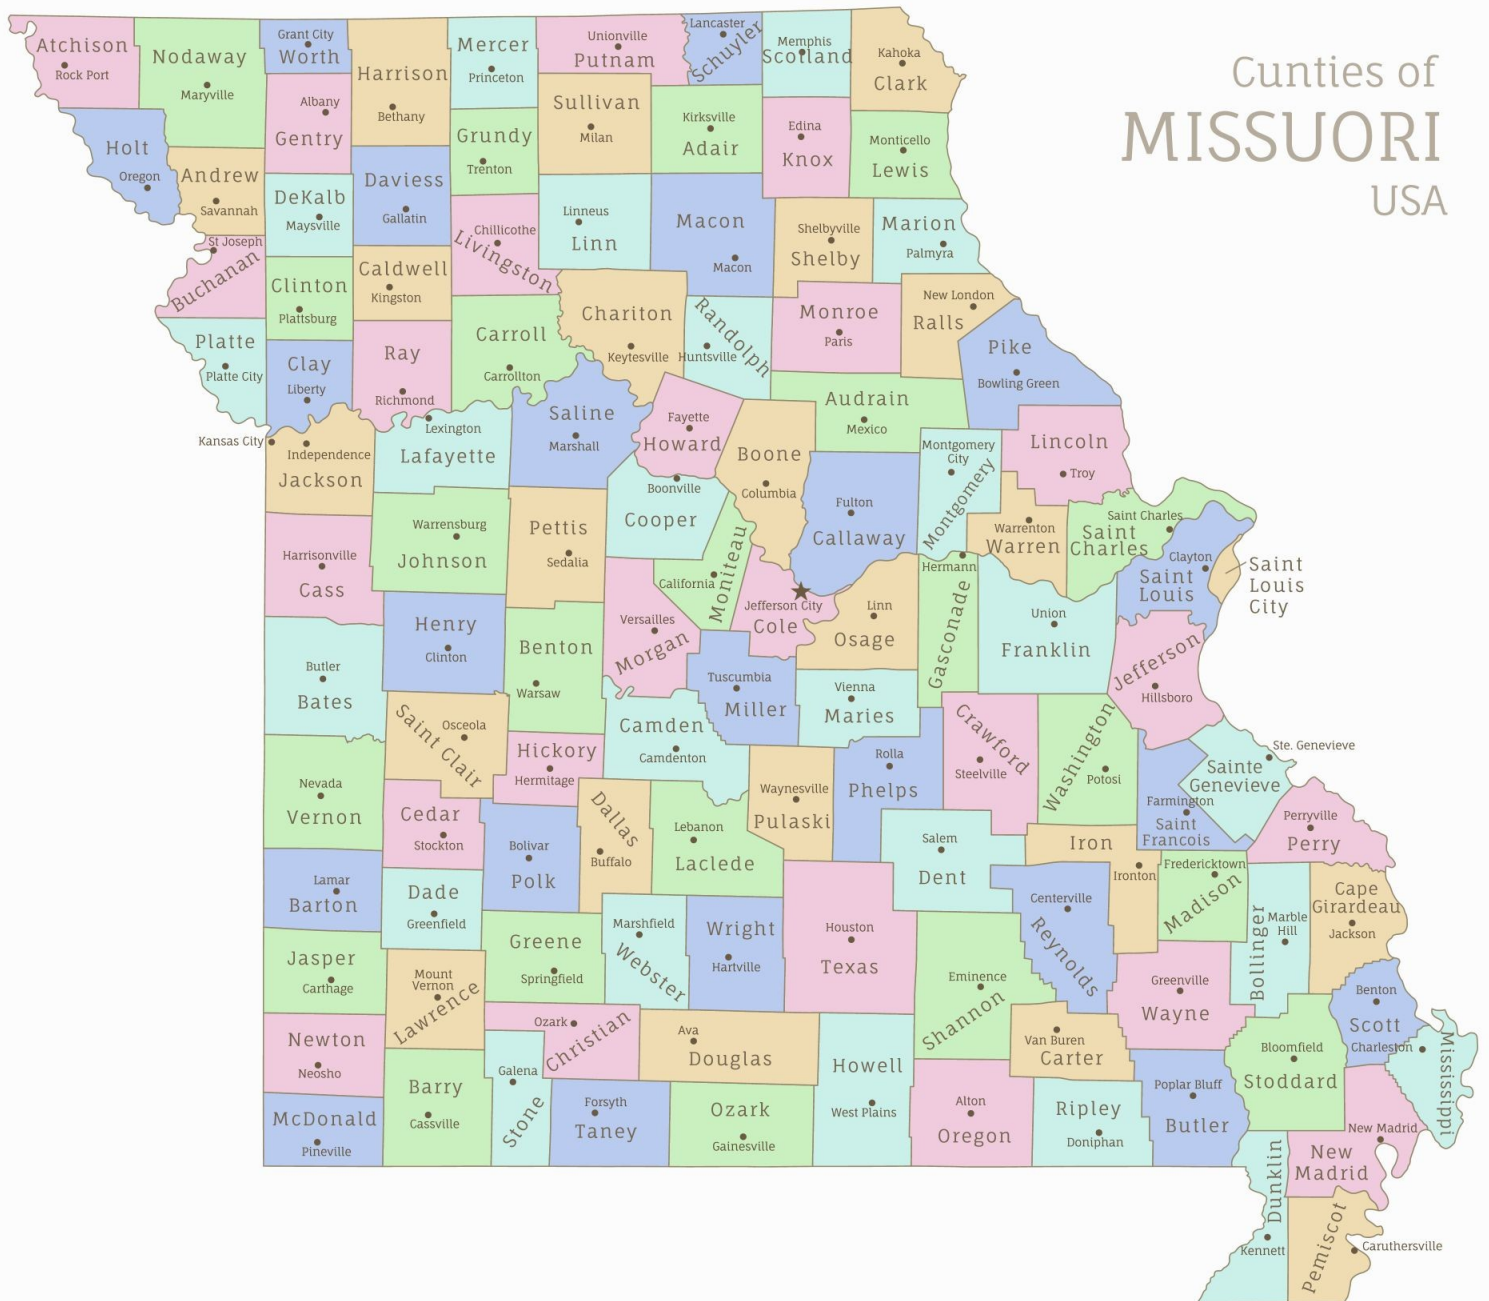 Cunties of
MISSUORI
USA
Atchison
Rock Port
Nodaway
Maryville
Grant City
Worth
Harrison
Bethany
Mercer
Princeton
Unionville
Putnam
Lancaster
Schuyler
Memphis
Scotland
Kahoka
Clark
Holt
Oregon
Andrew
Savannah
Albany
Gentry
DeKalb
Maysville
Daviess
Gallatin
Grundy
Trenton
Sullivan
Milan
Kirksville
Adair
Edina
Knox
Monticello
Lewis
St Joseph
Buchanan
Clinton
Plattsburg
Caldwell
Kingston
Chillicothe
Livingston
Linneus
Linn
Macon
Macon
Shelbyville
Shelby
Marion
Palmyra
Platte
Platte City
Clay
Liberty
Ray
Richmond
Carroll
Carrollton
Chariton
Keytesville
Randolph
Huntsville
Monroe
Paris
New London
Ralls
Pike
Bowling Green
Kansas City
Independence
Jackson
Lexington
Lafayette
Saline
Marshall
Fayette
Howard
Boone
Columbia
Audrain
Mexico
Fulton
Callaway
Montgomery
City
Montgomery
Lincoln
Troy
Warrenton
Warren
Saint Charles
Saint
Charles
Clayton
Saint
Louis
Saint
Louis
City
Harrisonville
Cass
Warrensburg
Johnson
Pettis
Sedalia
Boonville
Cooper
California
Moniteau
Jefferson City
Cole
Linn
Osage
Hermann
Gasconade
Union
Franklin
Jefferson
Hillsboro
Butler
Bates
Henry
Clinton
Benton
Warsaw
Versailles
Morgan
Tuscumbia
Miller
Vienna
Maries
Saint Clair
Osceola
Hickory
Hermitage
Camden
Camdenton
Waynesville
Pulaski
Rolla
Phelps
Crawford
Steelville
Washington
Potosi
Farmington
Saint
Francois
Ste. Genevieve
Sainte
Genevieve
Perryville
Perry
Nevada
Vernon
Cedar
Stockton
Bolivar
Polk
Dallas
Buffalo
Lebanon
Laclede
Salem
Dent
Iron
Ironton
Fredericktown
Madison
Lamar
Barton
Dade
Greenfield
Greene
Springfield
Marshfield
Webster
Wright
Hartville
Houston
Texas
Centerville
Reynolds
Bollinger
Marble
Hill
Cape
Girardeau
Jackson
Jasper
Carthage
Mount
Vernon
Lawrence
Ozark
Christian
Ava
Douglas
Eminence
Shannon
Greenville
Wayne
Benton
Scott
Charleston
Mississipi
Newton
Neosho
Barry
Cassville
Galena
Stone
Forsyth
Taney
Ozark
Gainesville
Howell
West Plains
Van Buren
Carter
Alton
Oregon
Ripley
Doniphan
Poplar Bluff
Butler
Bloomfield
Stoddard
New Madrid
New
Madrid
McDonald
Pineville
Dunklin
Kennett
Pemiscot
Caruthersville